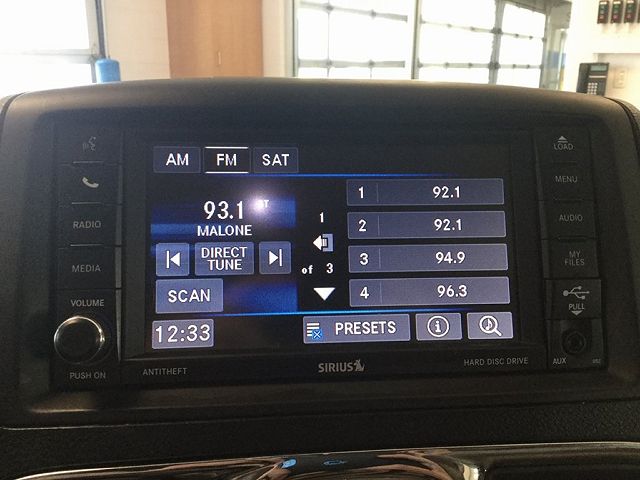 AM FM SAT
93.1 ST
MALONE
DIRECT TUNE
SCAN
12:33
1
of 3
1 92.1
2 92.1
3 94.9
4 96.3
PRESETS
RADIO
MEDIA
VOLUME
PUSH ON
ANTITHEFT
SIRIUS
HARD DISC DRIVE
LOAD
MENU
AUDIO
MY FILES
PULL
AUX